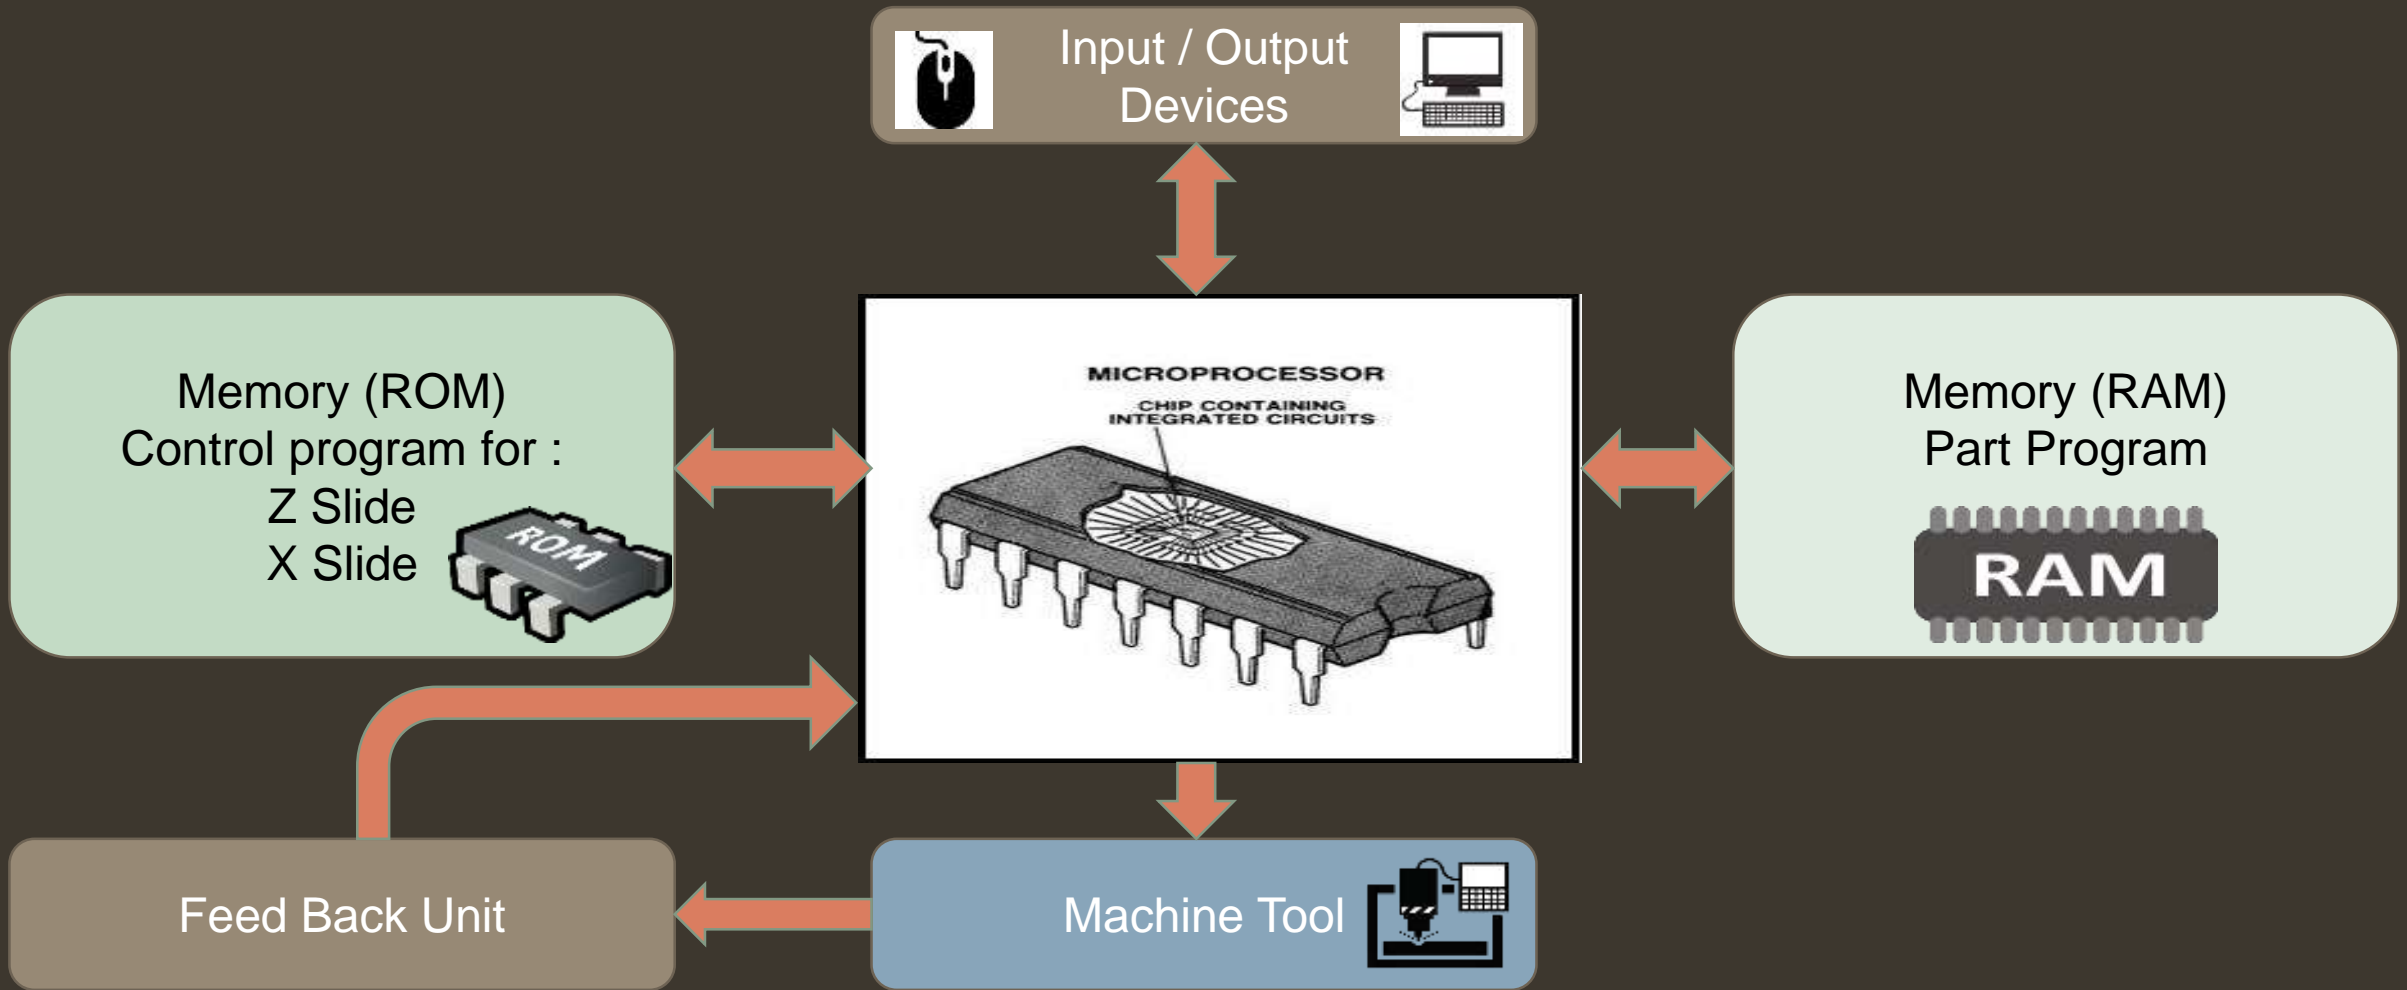 Input / Output
Devices
Memory (ROM)
Control program for :
Z Slide
X Slide
ROM
MICROPROCESSOR
CHIP CONTAINING
INTEGRATED CIRCUITS
Memory (RAM)
Part Program
RAM
Feed Back Unit
Machine Tool